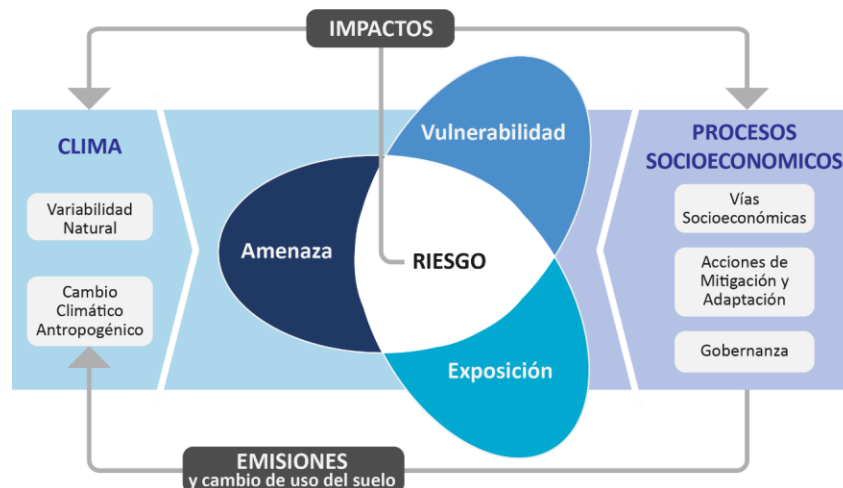 IMPACTOS
CLIMA
Variabilidad
Natural
Cambio
Climático
Antropogénico
Vulnerabilidad
Amenaza
RIESGO
Exposición
PROCESOS
SOCIOECONOMICOS
Vías
Socioeconómicas
Acciones de
Mitigación y
Adaptación
Gobernanza
EMISIONES
y cambio de uso del suelo